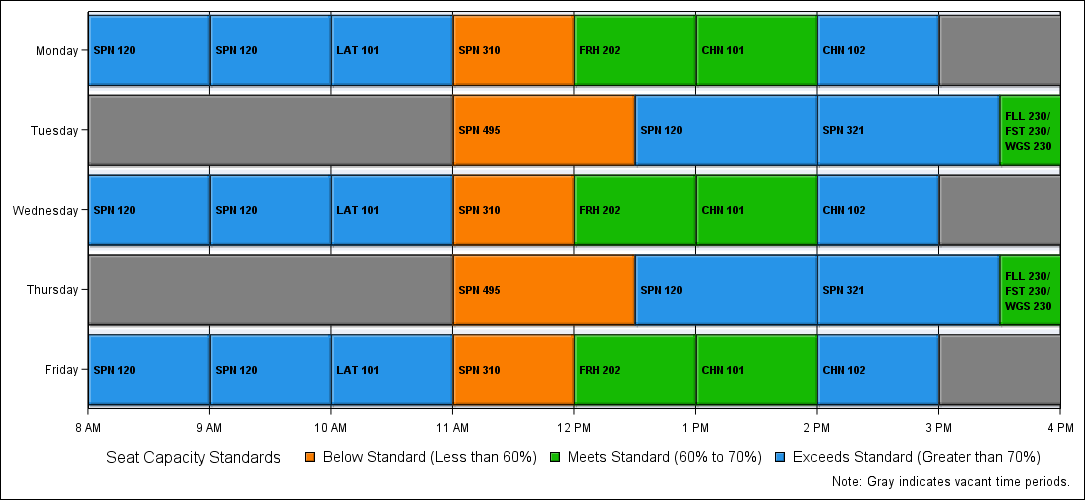 Monday
SPN 120 SPN 120 LAT 101 SPN 310 FRH 202 CHN 101 CHN 102
Tuesday
SPN 495 SPN 120 SPN 321
FLL 230/
FST 230/
WGS 230
Wednesday
SPN 120 SPN 120 LAT 101 SPN 310 FRH 202 CHN 101 CHN 102
Thursday
SPN 495 SPN 120 SPN 321
FLL 230/
FST 230/
WGS 230
Friday
SPN 120 SPN 120 LAT 101 SPN 310 FRH 202 CHN 101 CHN 102
8 AM 9 AM 10 AM 11 AM 12 PM 1 PM 2 PM 3 PM 4 PM
Seat Capacity Standards Below Standard (Less than 60%) Meets Standard (60% to 70%) Exceeds Standard (Greater than 70%)
Note: Gray indicates vacant time periods.